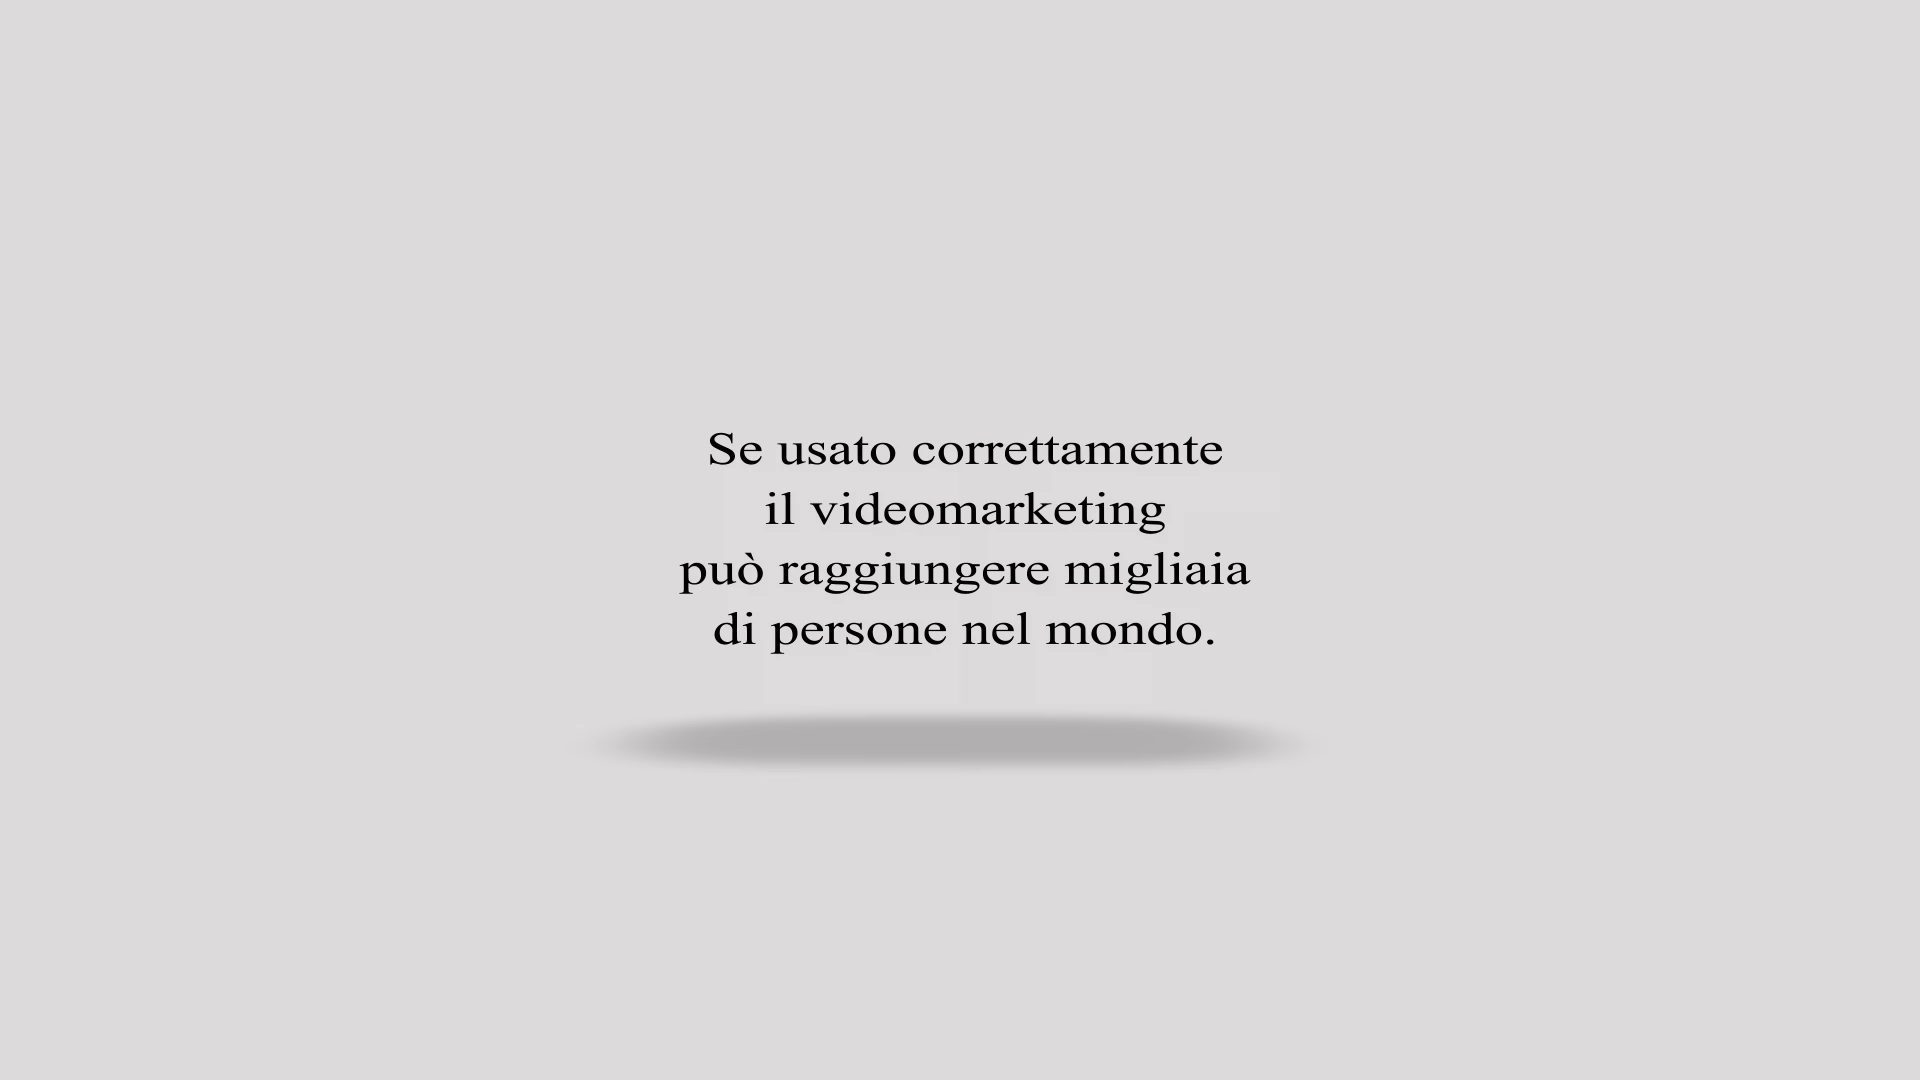 Se usato correttamente
il videomarketing
può raggiungere migliaia
di persone nel mondo.